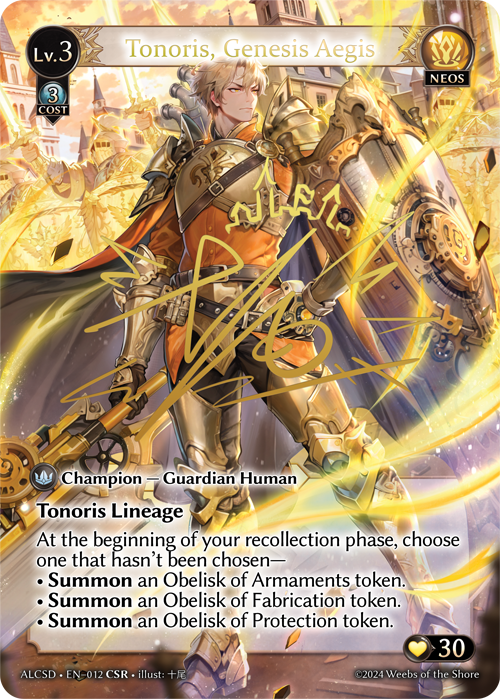 Lv.3
Tonoris, Genesis Aegis
NEOS
3
COST
Champion — Guardian Human
Tonoris Lineage
At the beginning of your recollection phase, choose
one that hasn't been chosen—
• Summon an Obelisk of Armaments token.
• Summon an Obelisk of Fabrication token.
• Summon an Obelisk of Protection token.
30
ALCSD • EN-012 CSR • illust: 十尾
©2024 Weebs of the Shore